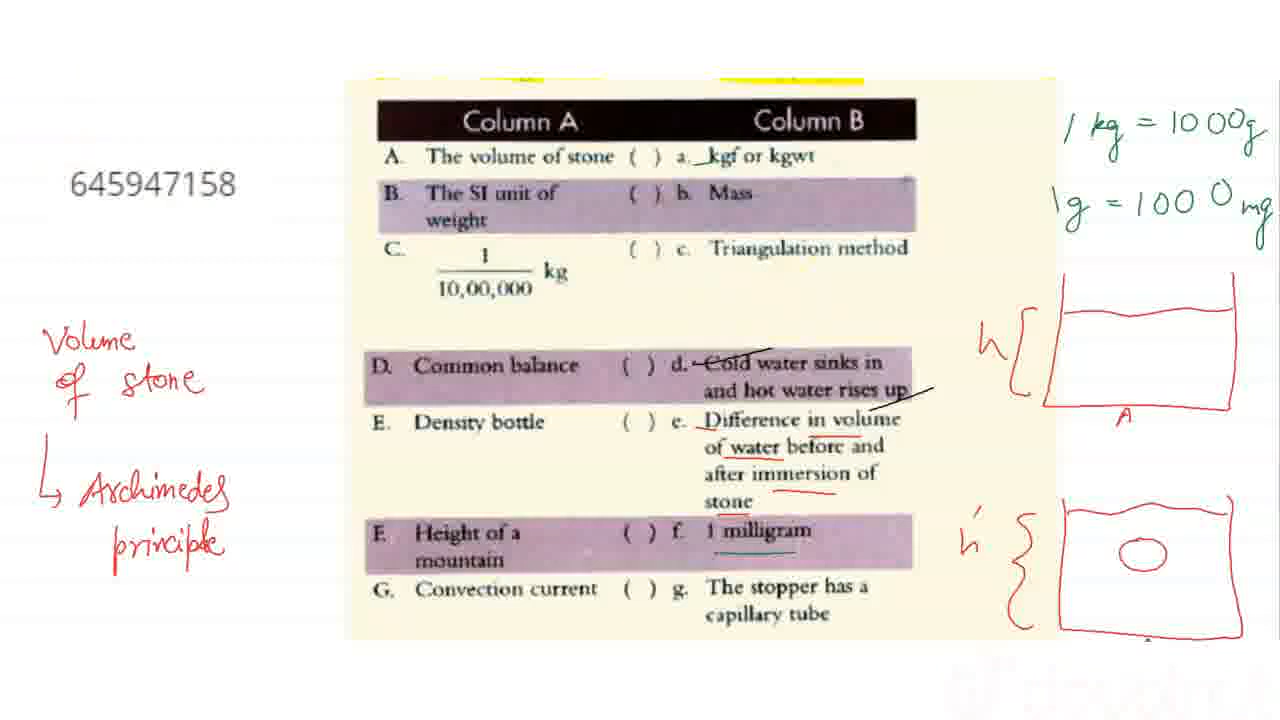 Column A Column B
A. The volume of stone ( ) a. kgf or kgwt
B. The SI unit of ( ) b. Mass
weight
C. 1 ( ) c. Triangulation method
kg
10,00,000
D. Common balance ( ) d. Cold water sinks in
and hot water rises up
E. Density bottle ( ) e. Difference in volume
of water before and
after immersion of
stone
F. Height of a ( ) f. 1 milligram
mountain
G. Convection current ( ) g. The stopper has a
capillary tube
645947158
Volume
of stone
Archimedes
principle
1 kg = 1000g
1g = 1000 mg
h
A
h'